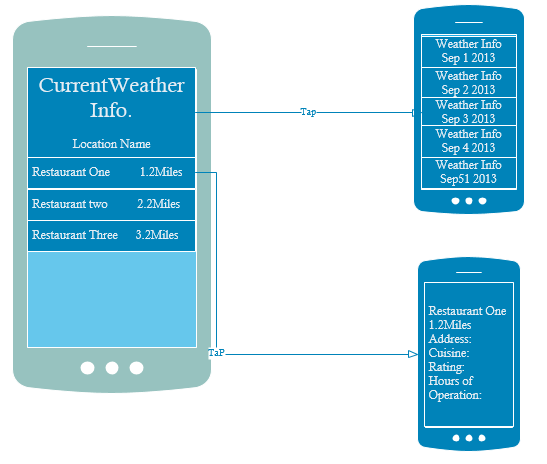 CurrentWeather
Info.
Location Name
Restaurant One 1.2Miles
Restaurant two 2.2Miles
Restaurant Three 3.2Miles
Tap
Weather Info
Sep 1 2013
Weather Info
Sep 2 2013
Weather Info
Sep 3 2013
Weather Info
Sep 4 2013
Weather Info
Sep51 2013
TaP
Restaurant One
1.2Miles
Address:
Cuisine:
Rating:
Hours of
Operation: